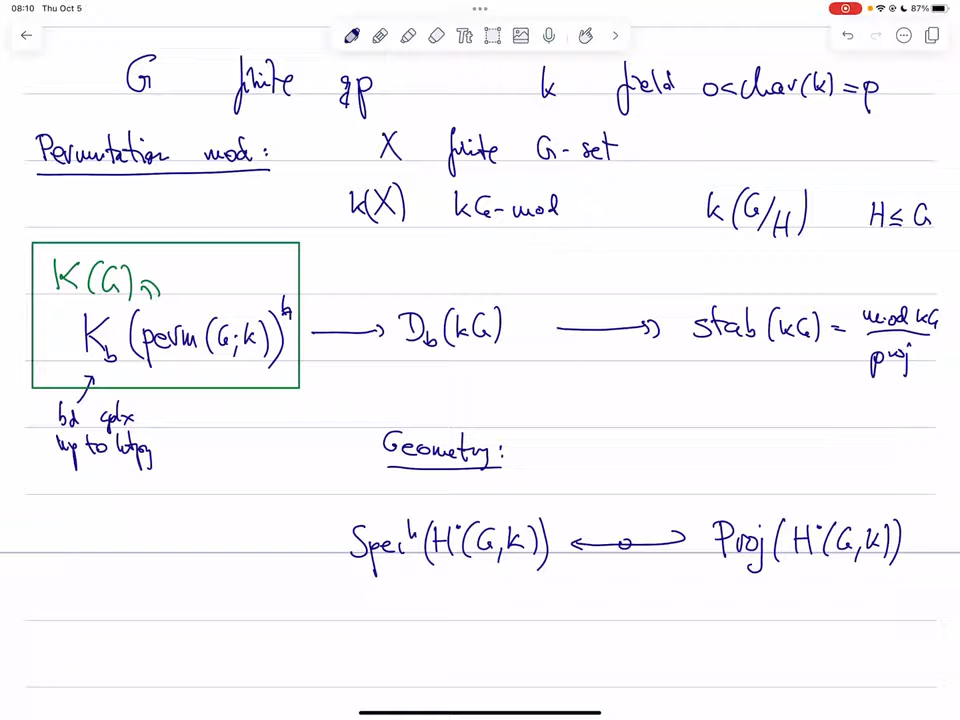 08:10 Thu Oct 5
87%
G finite gp k field 0<char(k)=p
Permutation mod: X finite G-set
k(X) kG-mod k(G/H) H≤G
K(G)
K_b(perm(G;k))^♮ → D_b(kG) →» stab(kG) = mod kG / proj
bd cplx
up to htpy
Geometry:
Spec^h(H^•(G,k)) ↩ Proj(H^•(G,k))